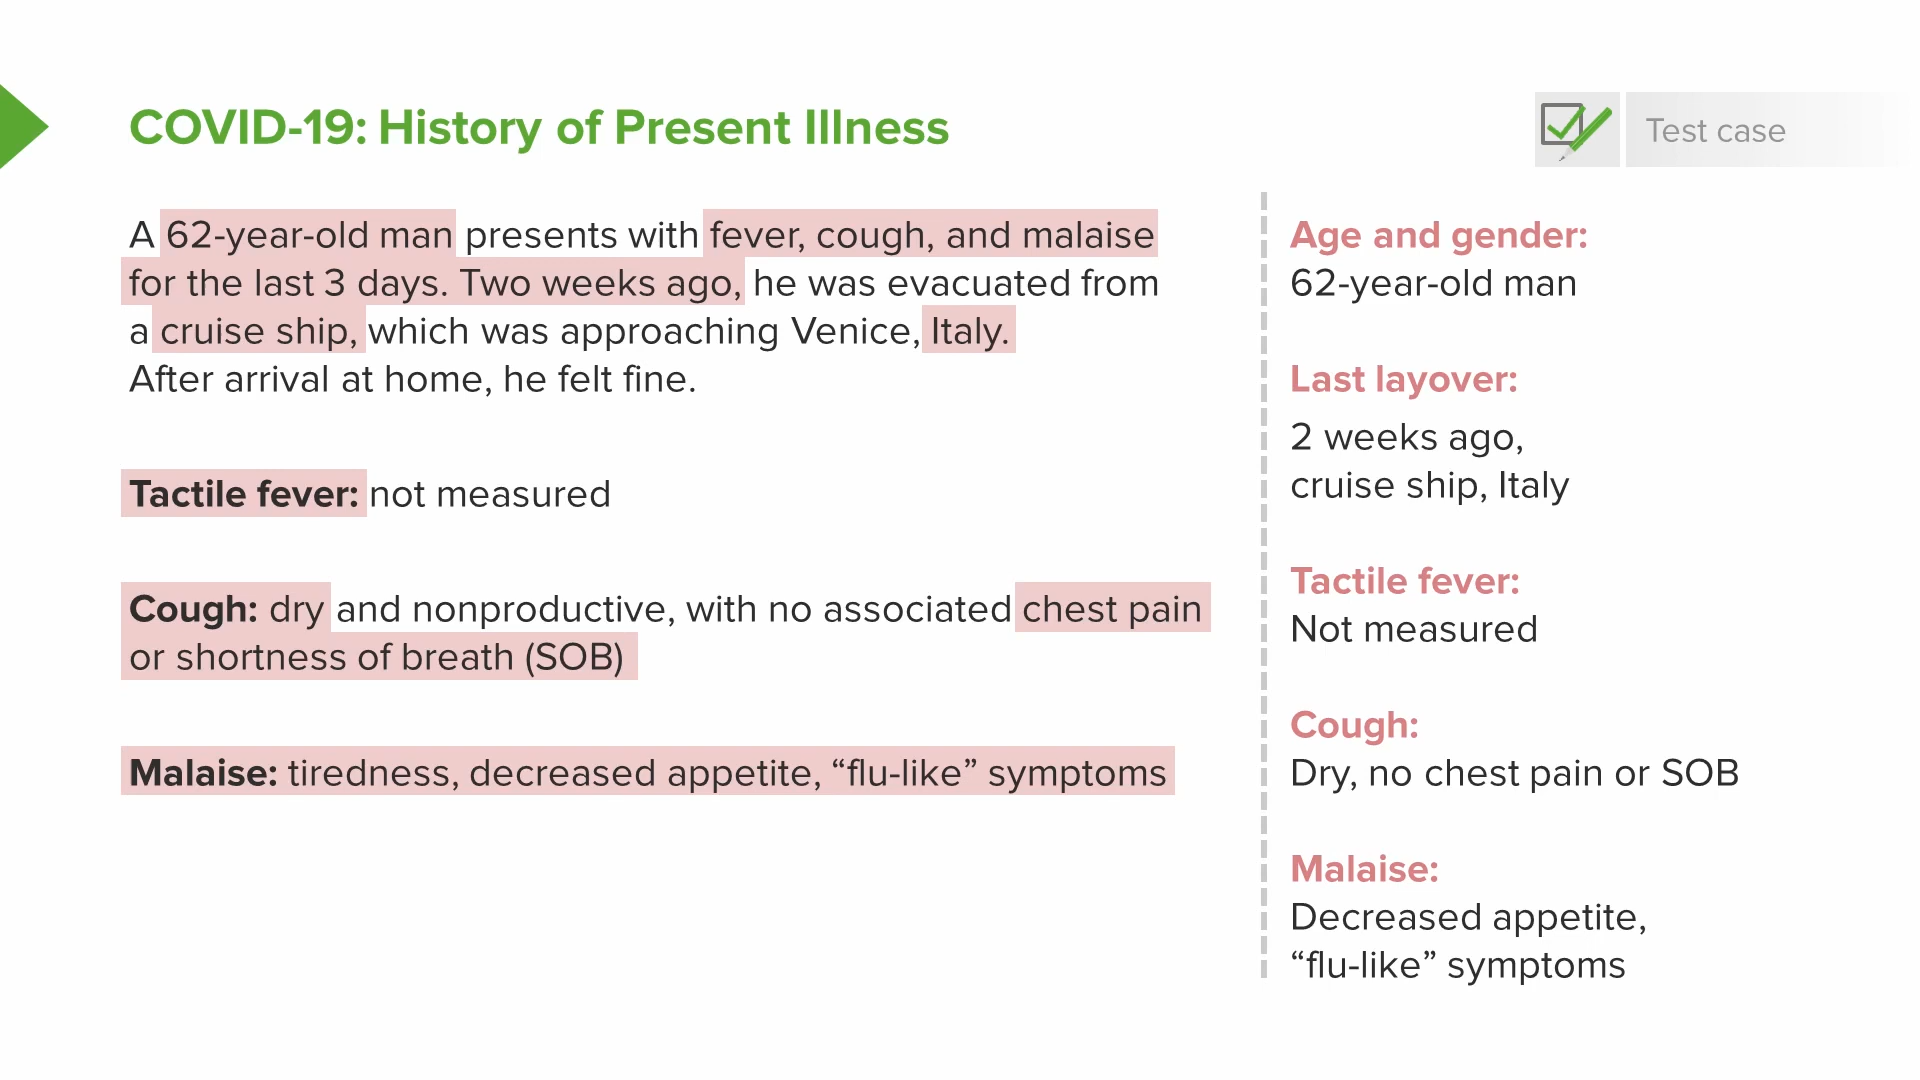 COVID-19: History of Present Illness
Test case
A 62-year-old man presents with fever, cough, and malaise
for the last 3 days. Two weeks ago, he was evacuated from
a cruise ship, which was approaching Venice, Italy.
After arrival at home, he felt fine.
Tactile fever: not measured
Cough: dry and nonproductive, with no associated chest pain
or shortness of breath (SOB)
Malaise: tiredness, decreased appetite, “flu-like” symptoms
Age and gender:
62-year-old man
Last layover:
2 weeks ago,
cruise ship, Italy
Tactile fever:
Not measured
Cough:
Dry, no chest pain or SOB
Malaise:
Decreased appetite,
“flu-like” symptoms